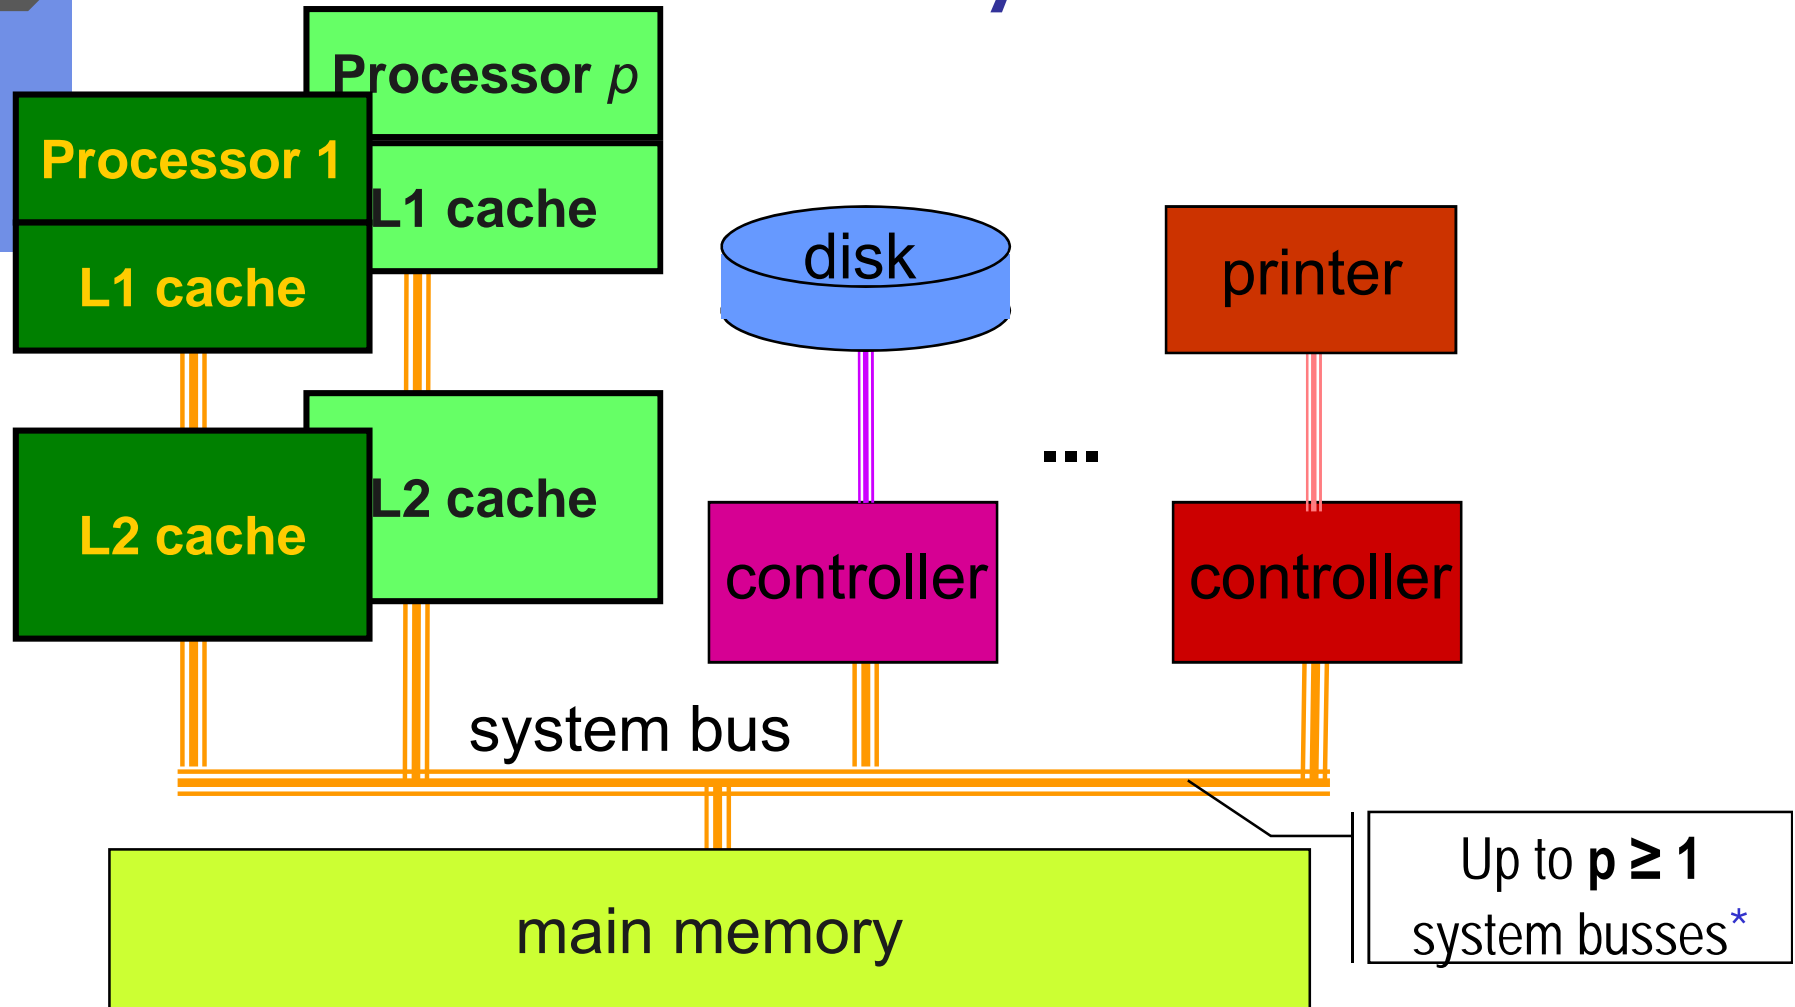 Processor p
Processor 1
L1 cache
L1 cache
disk
printer
...
L2 cache
L2 cache
controller
controller
system bus
Up to p ≥ 1
system busses*
main memory